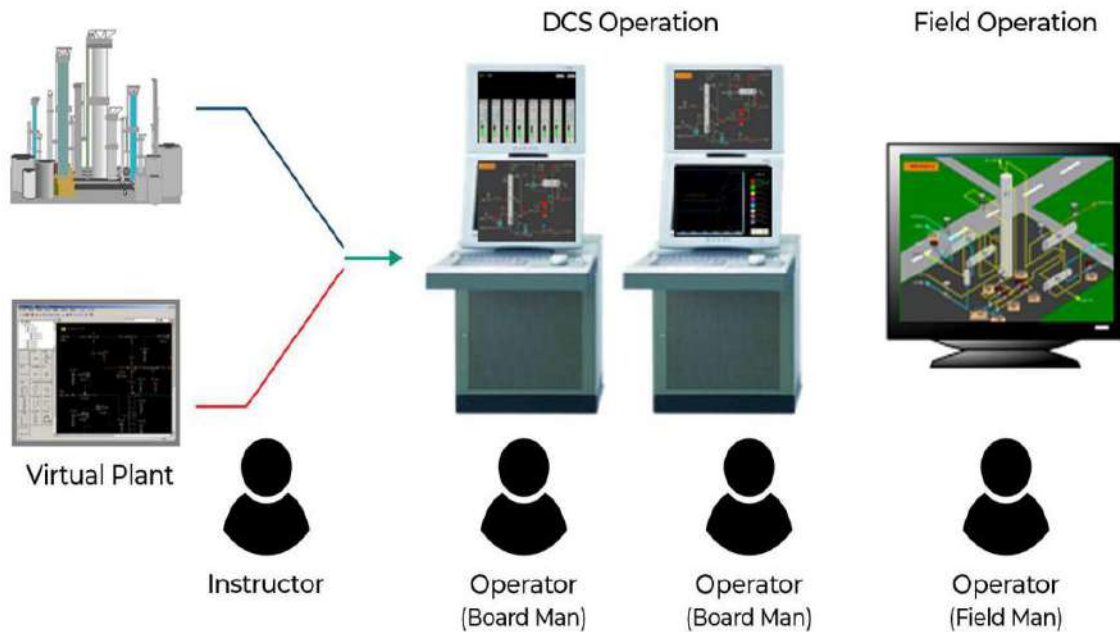 DCS Operation
Field Operation
Virtual Plant
Instructor
Operator
(Board Man)
Operator
(Board Man)
Operator
(Field Man)